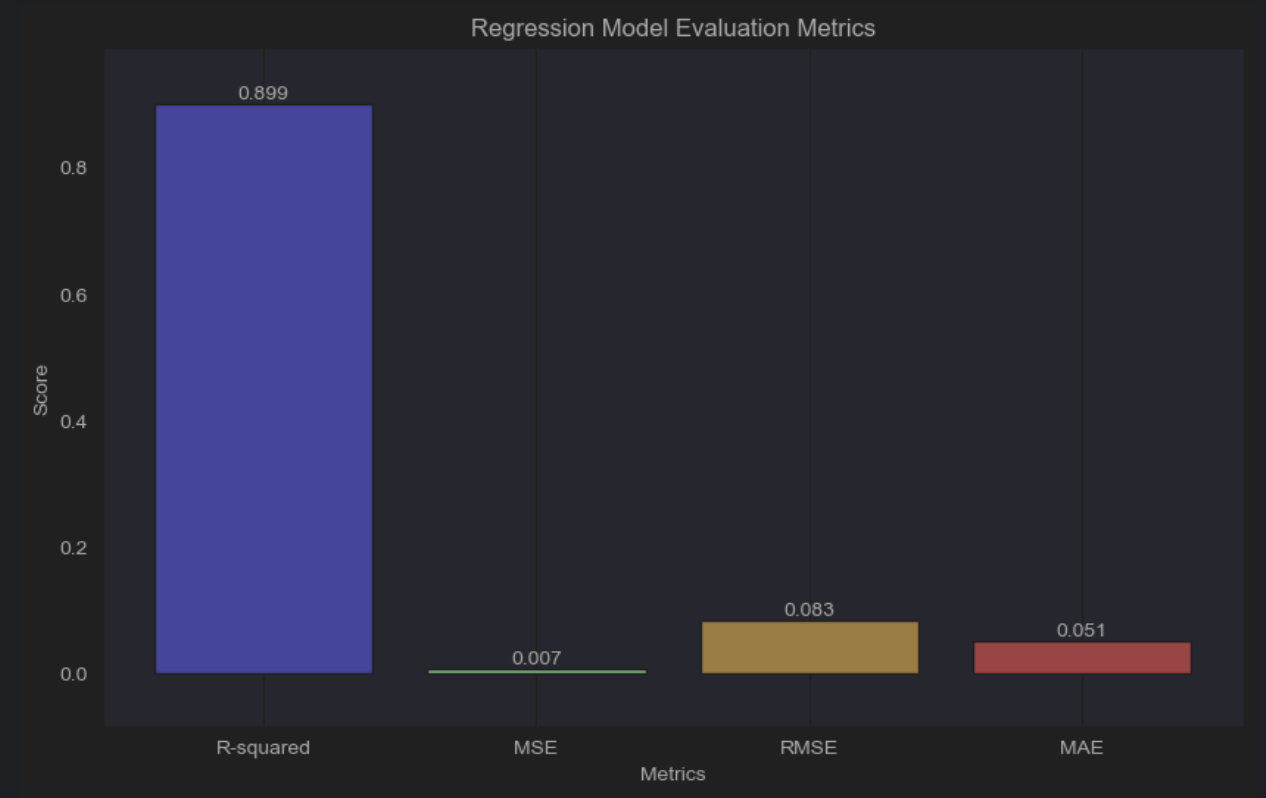 Regression Model Evaluation Metrics
0.899
0.8
0.6
Score
0.4
0.2
0.083
0.051
0.007
0.0
R-squared MSE RMSE MAE
Metrics